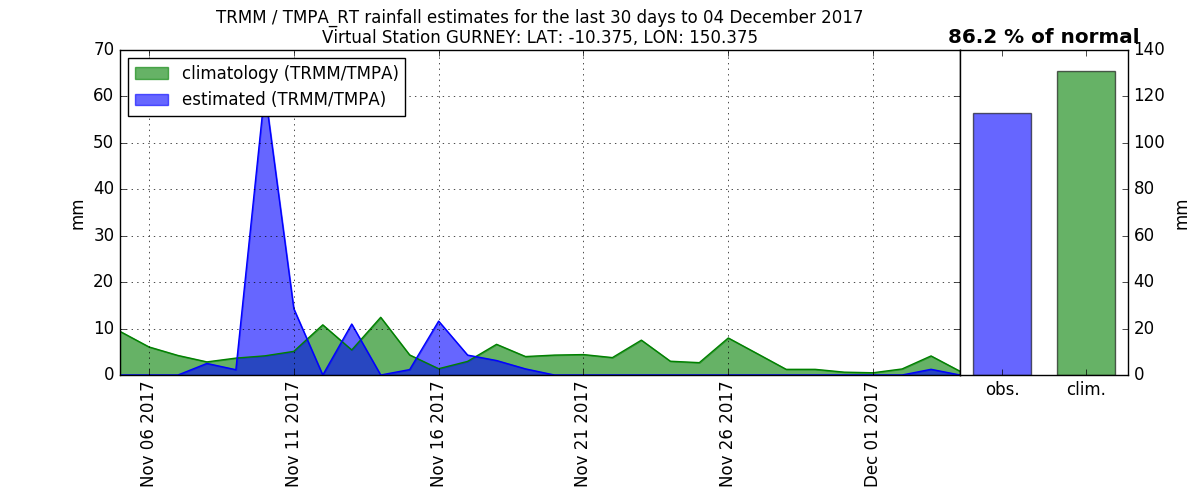 TRMM / TMPA_RT rainfall estimates for the last 30 days to 04 December 2017
Virtual Station GURNEY: LAT: -10.375, LON: 150.375
86.2 % of normal
climatology (TRMM/TMPA)
estimated (TRMM/TMPA)
70
60
50
40
30
20
10
0
mm
Nov 06 2017
Nov 11 2017
Nov 16 2017
Nov 21 2017
Nov 26 2017
Dec 01 2017
obs.
clim.
140
120
100
80
60
40
20
0
mm